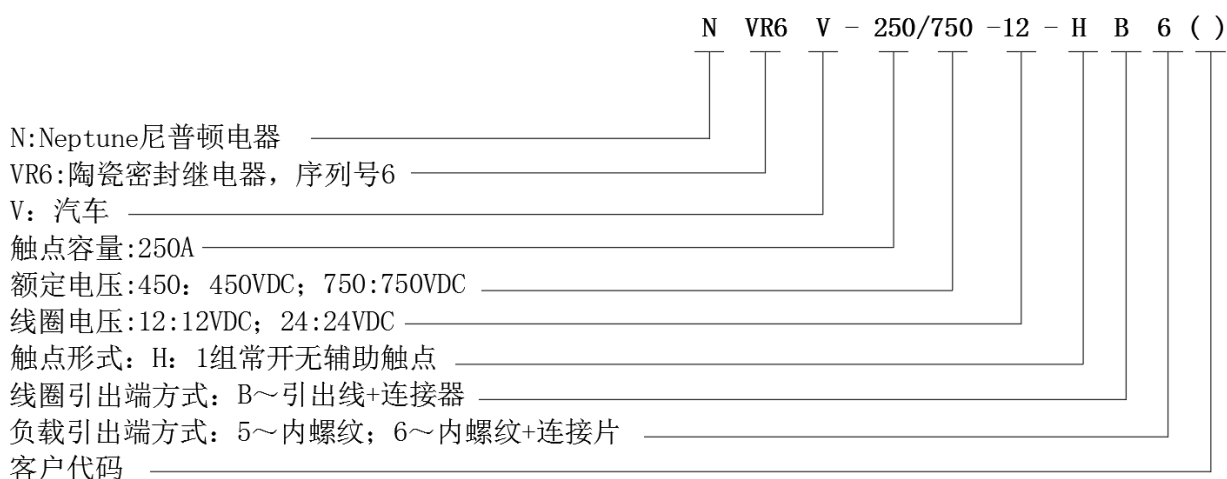 N VR6 V - 250/750 -12 - H B 6 ( )
N:Neptune尼普顿电器
VR6:陶瓷密封继电器，序列号6
V：汽车
触点容量:250A
额定电压:450：450VDC；750:750VDC
线圈电压:12:12VDC；24:24VDC
触点形式：H：1组常开无辅助触点
线圈引出端方式：B～引出线+连接器
负载引出端方式：5～内螺纹；6～内螺纹+连接片
客户代码